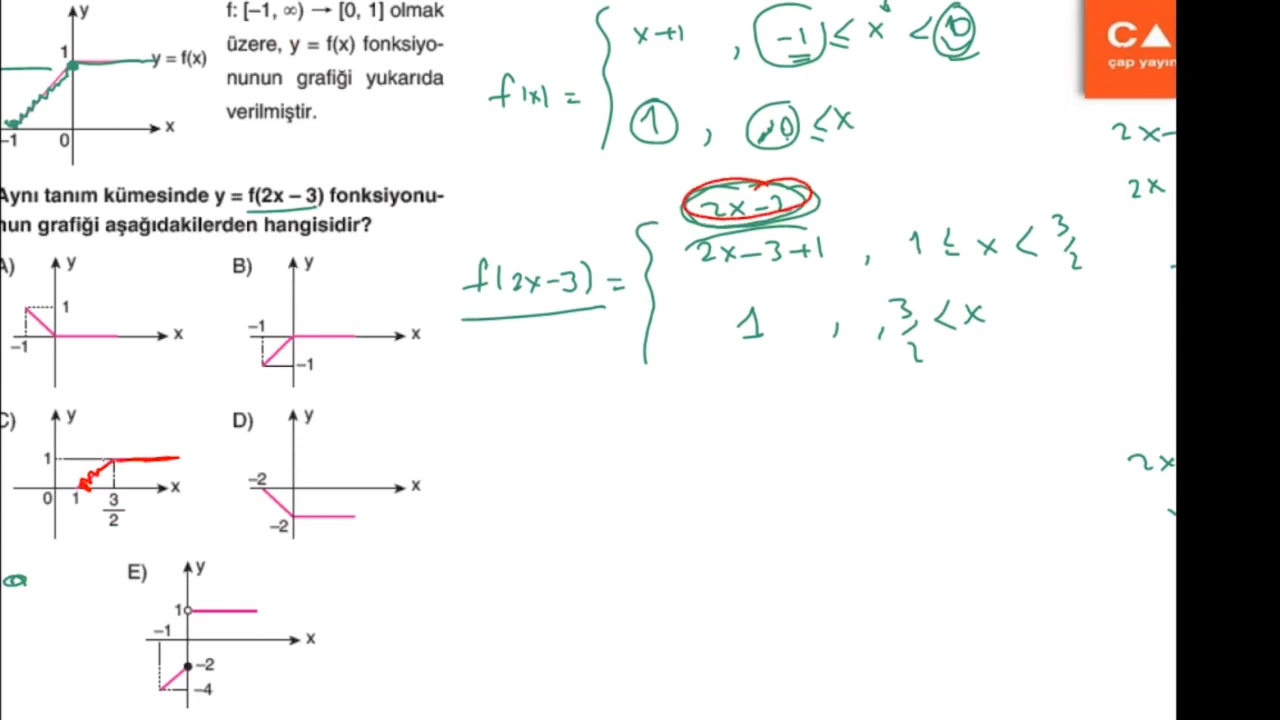 y
1
y = f(x)
x
-1
0
f: [−1, ∞) → [0, 1] olmak
üzere, y = f(x) fonksiyo-
nunun grafiği yukarıda
verilmiştir.
f(x) =
x+1 , -1 ≤ x < 0
1 , 0 ≤ x
CA
çap yayın
2x-
2x
Aynı tanım kümesinde y = f(2x – 3) fonksiyonu-
nun grafiği aşağıdakilerden hangisidir?
f(2x-3) =
2x-2
2x-3+1 , 1 ≤ x < 3/2
1 , 3/2 < x
2x
A)
y
1
x
-1
B)
y
-1
x
-1
C)
y
1
0
1
3/2
x
D)
y
-2
x
-2
E)
y
1
-1
x
-2
-4